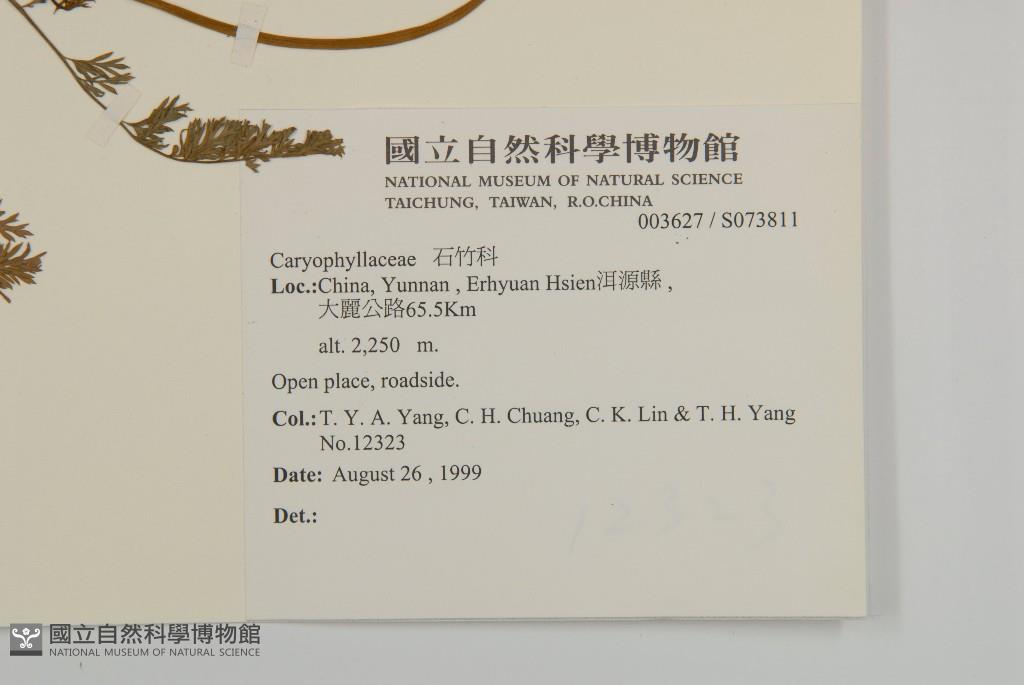 國立自然科學博物館
NATIONAL MUSEUM OF NATURAL SCIENCE
TAICHUNG, TAIWAN, R.O.CHINA
003627 / S073811
Caryophyllaceae 石竹科
Loc.:China, Yunnan , Erhyuan Hsien洱源縣 ,
大麗公路65.5Km
alt. 2,250 m.
Open place, roadside.
Col.: T. Y. A. Yang, C. H. Chuang, C. K. Lin & T. H. Yang
No.12323
Date: August 26 , 1999
Det.:
12323
國立自然科學博物館
NATIONAL MUSEUM OF NATURAL SCIENCE